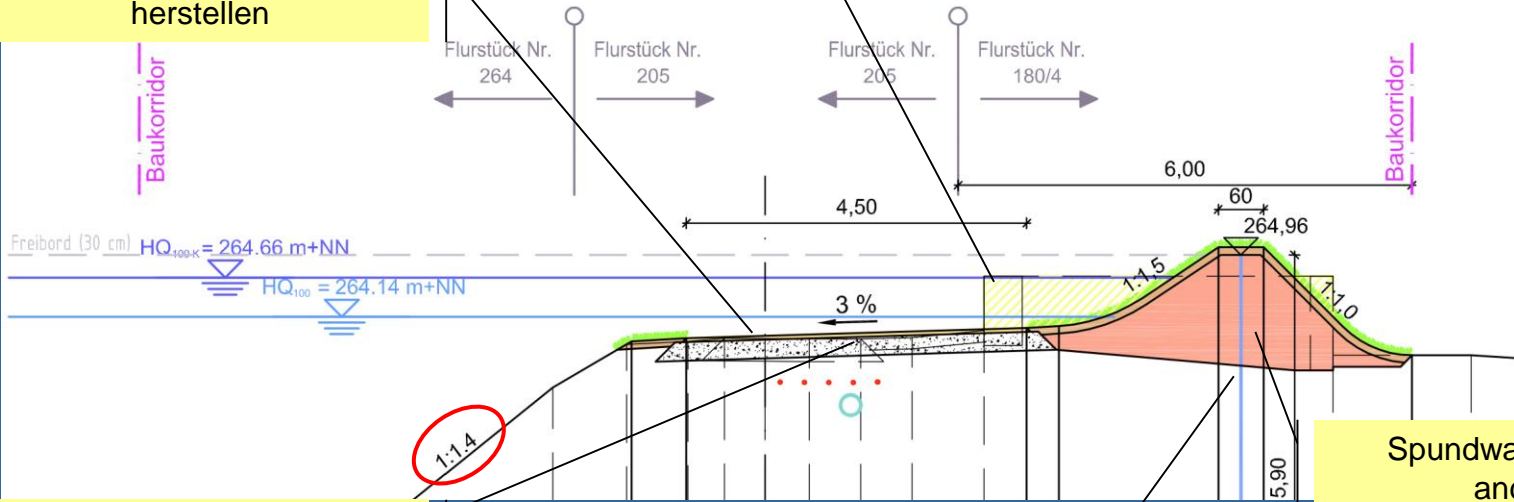 herstellen
Flurstück Nr.
264
Flurstück Nr.
205
Flurstück Nr.
205
Flurstück Nr.
180/4
Baukorridor
Baukorridor
6,00
60
264,96
4,50
Freibord (30 cm)
HQ100-K = 264.66 m+NN
HQ100 = 264.14 m+NN
3 %
1:1,5
1:1,0
1:1.4
5,90